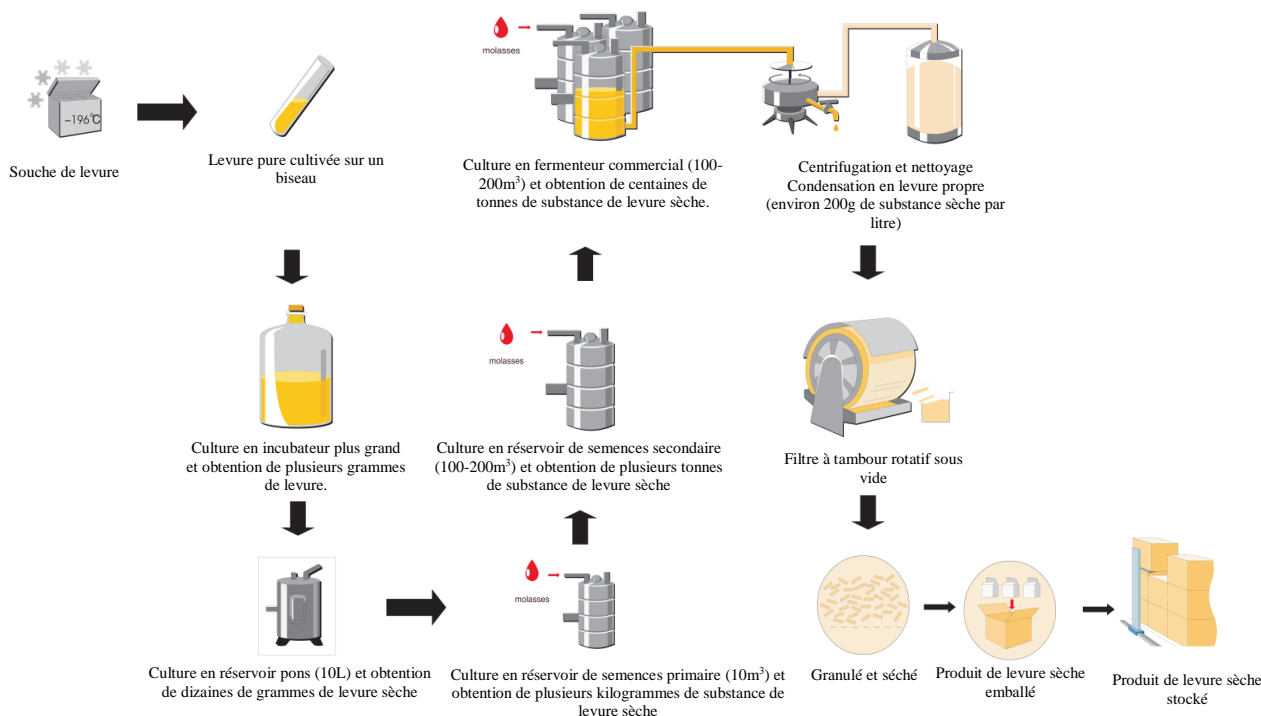 −196℃
Souche de levure
Levure pure cultivée sur un
biseau
Culture en incubateur plus grand
et obtention de plusieurs grammes
de levure.
Culture en réservoir pons (10L) et obtention
de dizaines de grammes de levure sèche
molasses
Culture en réservoir de semences primaire (10m³) et
obtention de plusieurs kilogrammes de substance de
levure sèche
molasses
Culture en réservoir de semences secondaire
(100-200m³) et obtention de plusieurs tonnes
de substance de levure sèche
molasses
Culture en fermenteur commercial (100-
200m³) et obtention de centaines de
tonnes de substance de levure sèche.
Centrifugation et nettoyage
Condensation en levure propre
(environ 200g de substance sèche par
litre)
Filtre à tambour rotatif sous
vide
Granulé et séché
Produit de levure sèche
emballé
Produit de levure sèche
stocké